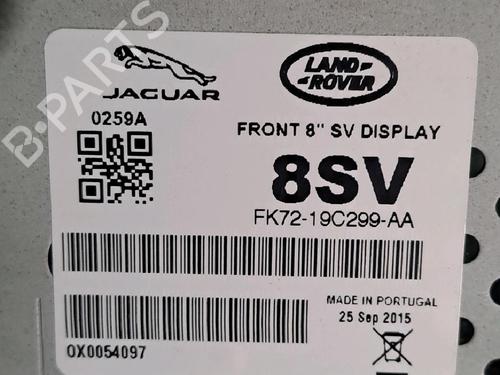 JAGUAR
LAND-
ROVER
0259A
FRONT 8" SV DISPLAY
8SV
FK72-19C299-AA
MADE IN PORTUGAL
25 Sep 2015
0X0054097
B-PARTS